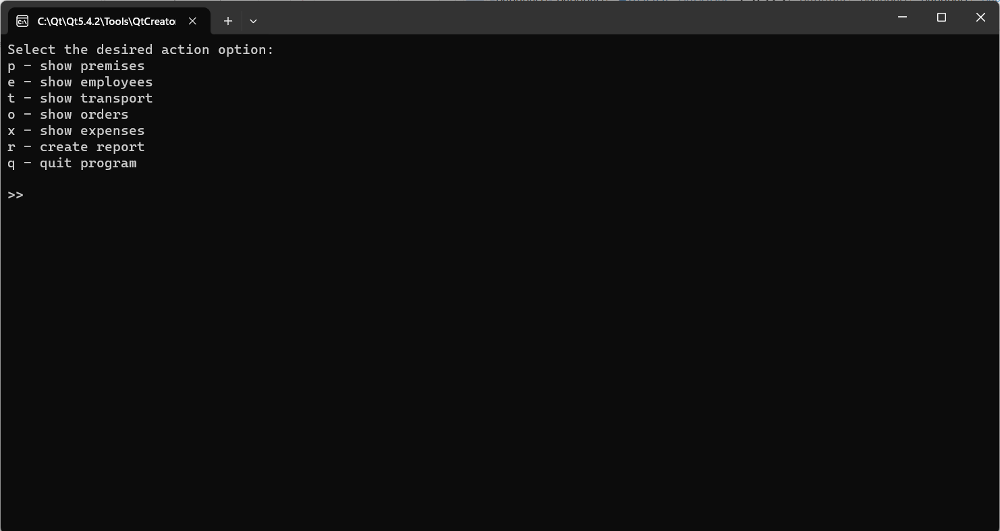 C:\Qt\Qt5.4.2\Tools\QtCreato
Select the desired action option:
p - show premises
e - show employees
t - show transport
o - show orders
x - show expenses
r - create report
q - quit program
>>